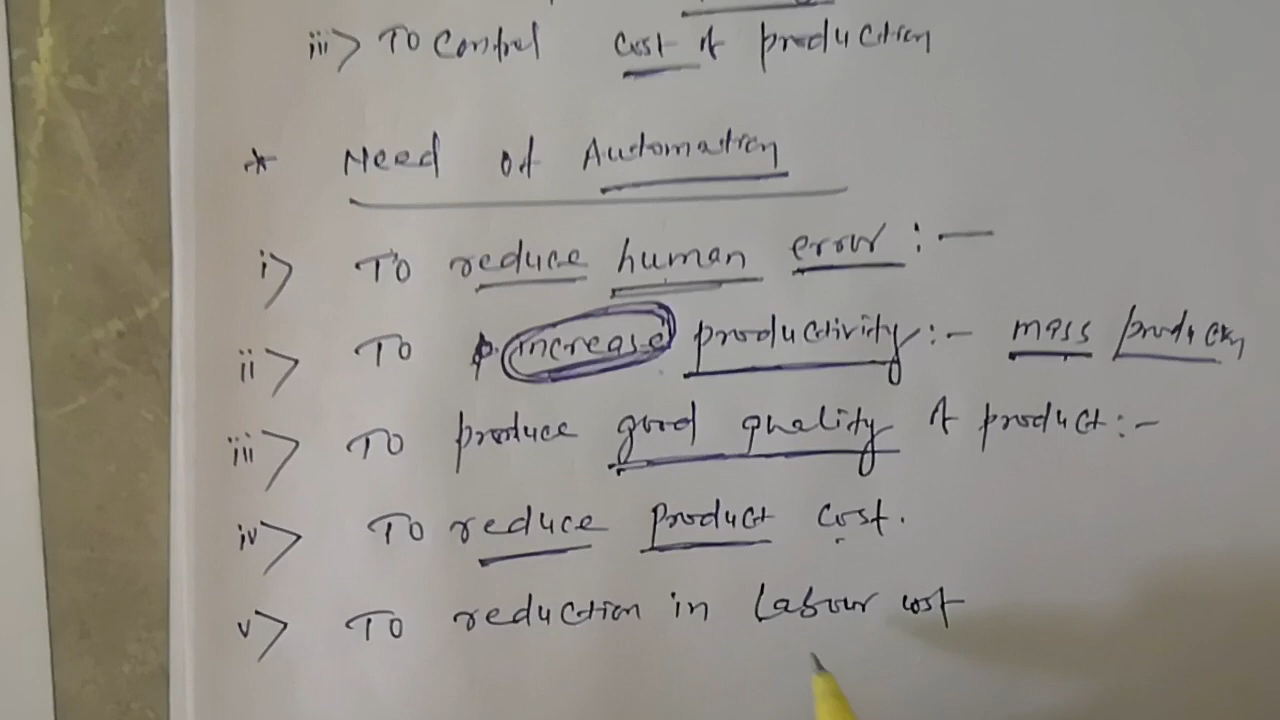 iii> To Control Cost of production
* Need of Automation
i> To reduce human error :—
ii> To increase productivity :— mass production
iii> To produce good quality of product :—
iv> To reduce product cost.
v> To reduction in Labour cost